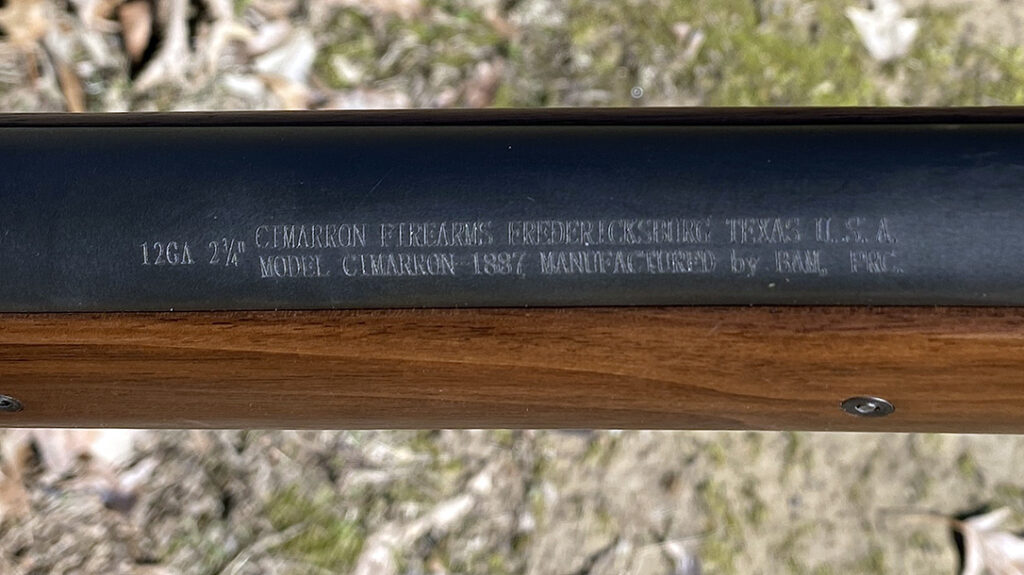 12GA 2¾"
CIMARRON FIREARMS FREDERICKSBURG TEXAS U.S.A.
MODEL CIMARRON 1887, MANUFACTURED by BAM, PRC.